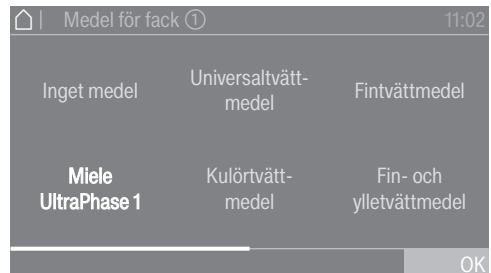 Medel för fack ①
11:02
Inget medel
Universaltvätt-
medel
Fintvättmedel
Miele
UltraPhase 1
Kulörtvätt-
medel
Fin- och
ylletvättmedel
OK